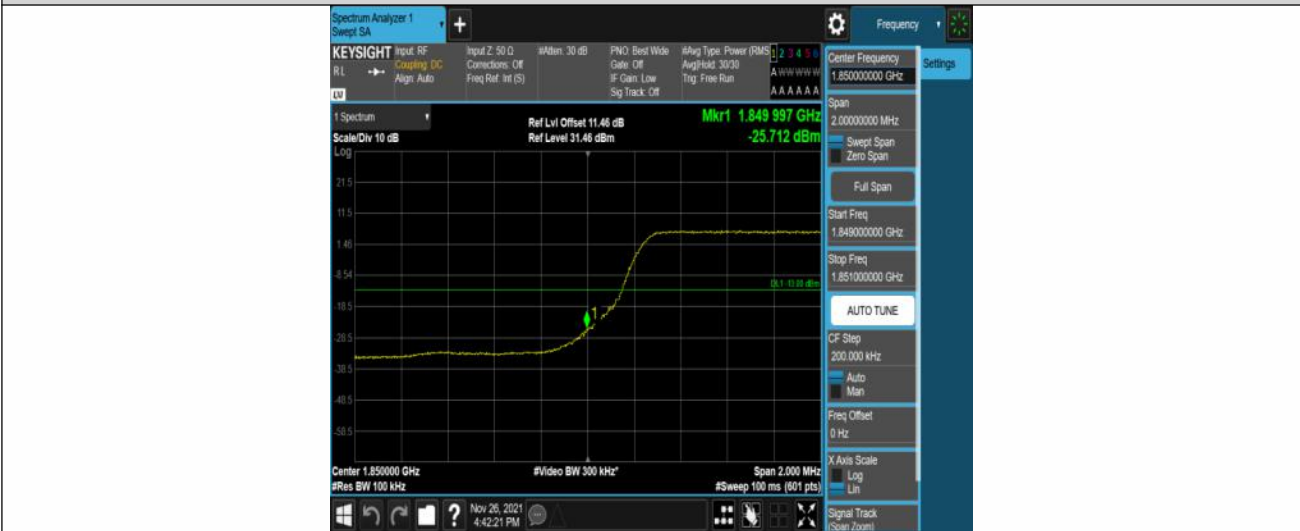 Spectrum Analyzer 1
Swept SA
+
Frequency
KEYSIGHT
RL
LV
Input: RF
Coupling: DC
Align: Auto
Input Z: 50 Ω
Corrections: Off
Freq Ref: Int (S)
#Atten: 30 dB
PNO: Best Wide
Gate: Off
IF Gain: Low
Sig Track: Off
#Avg Type: Power (RMS
Avg|Hold: 30/30
Trig: Free Run
1 2 3 4 5 6
A W W W W W
A A A A A A
1 Spectrum
Scale/Div 10 dB
Log
Ref Lvl Offset 11.46 dB
Ref Level 31.46 dBm
Mkr1 1.849 997 GHz
-25.712 dBm
21.5
11.5
1.46
-8.54
-18.5
-28.5
-38.5
-48.5
-58.5
DL1 -13.00 dBm
1
Center 1.850000 GHz
#Res BW 100 kHz
#Video BW 300 kHz*
Span 2.000 MHz
#Sweep 100 ms (601 pts)
Center Frequency
1.850000000 GHz
Settings
Span
2.00000000 MHz
Swept Span
Zero Span
Full Span
Start Freq
1.849000000 GHz
Stop Freq
1.851000000 GHz
AUTO TUNE
CF Step
200.000 kHz
Auto
Man
Freq Offset
0 Hz
X Axis Scale
Log
Lin
Signal Track
(Span Zoom)
?
Nov 26, 2021
4:42:21 PM